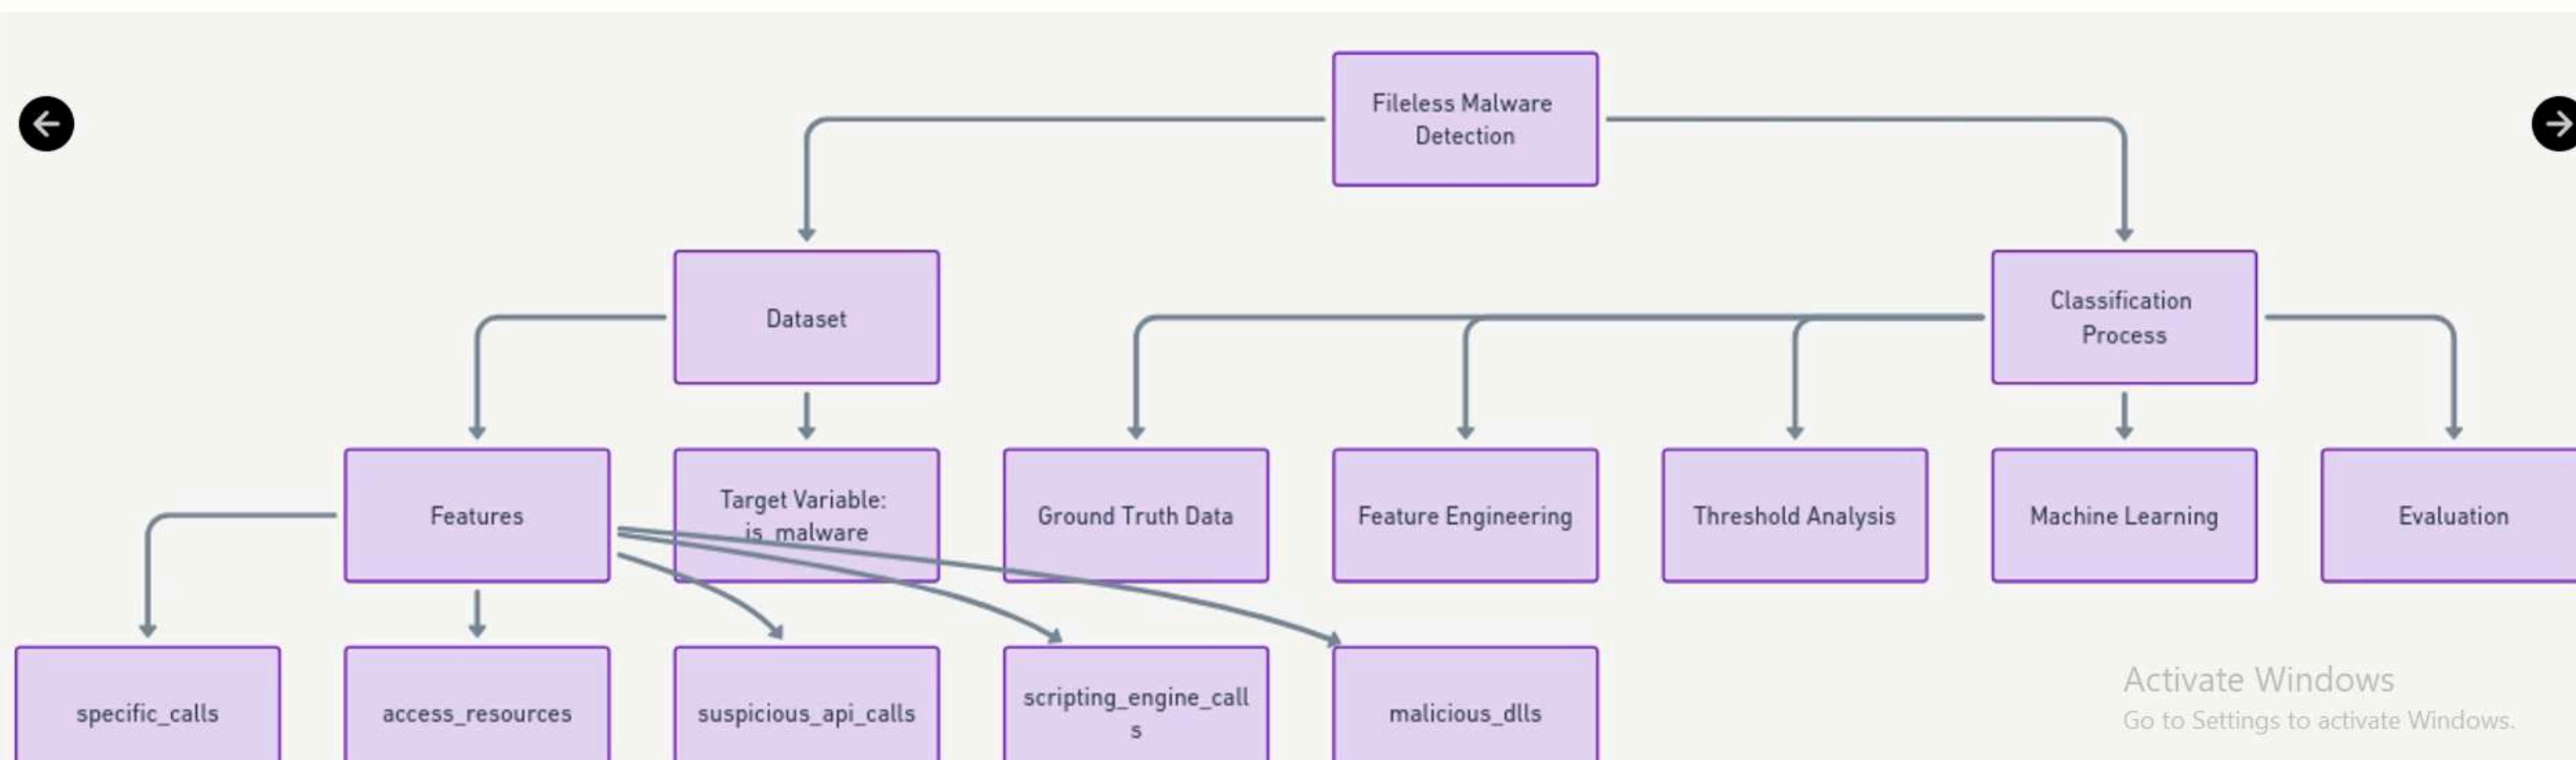 Fileless Malware
Detection
Dataset
Classification
Process
Features
Target Variable:
is_malware
Ground Truth Data
Feature Engineering
Threshold Analysis
Machine Learning
Evaluation
specific_calls
access_resources
suspicious_api_calls
scripting_engine_call
s
malicious_dlls
Activate Windows
Go to Settings to activate Windows.